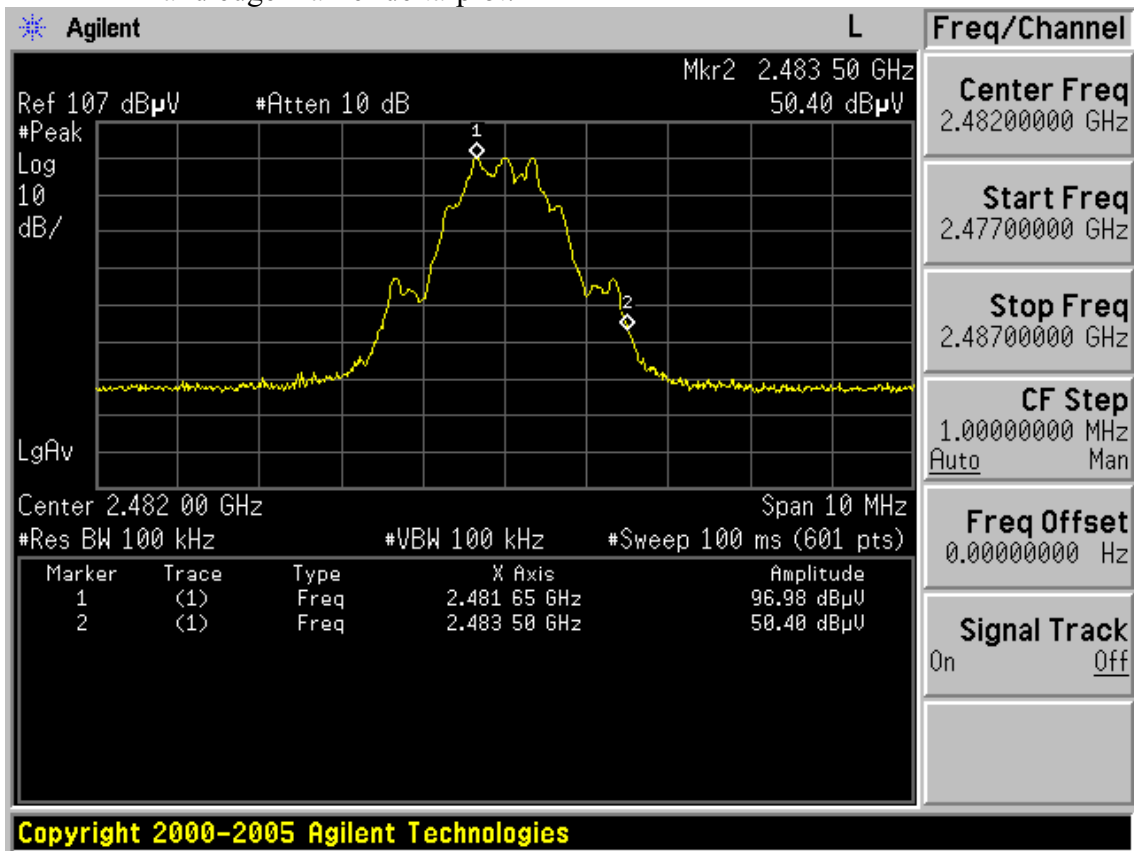 Agilent L
Mkr2 2.483 50 GHz
Ref 107 dBµV #Atten 10 dB 50.40 dBµV
#Peak
Log
10
dB/
1
2
LgAv
Center 2.482 00 GHz Span 10 MHz
#Res BW 100 kHz #VBW 100 kHz #Sweep 100 ms (601 pts)
Marker Trace Type X Axis Amplitude
1 (1) Freq 2.481 65 GHz 96.98 dBµV
2 (1) Freq 2.483 50 GHz 50.40 dBµV
Freq/Channel
Center Freq
2.48200000 GHz
Start Freq
2.47700000 GHz
Stop Freq
2.48700000 GHz
CF Step
1.00000000 MHz
Auto Man
Freq Offset
0.00000000 Hz
Signal Track
On Off
Copyright 2000-2005 Agilent Technologies